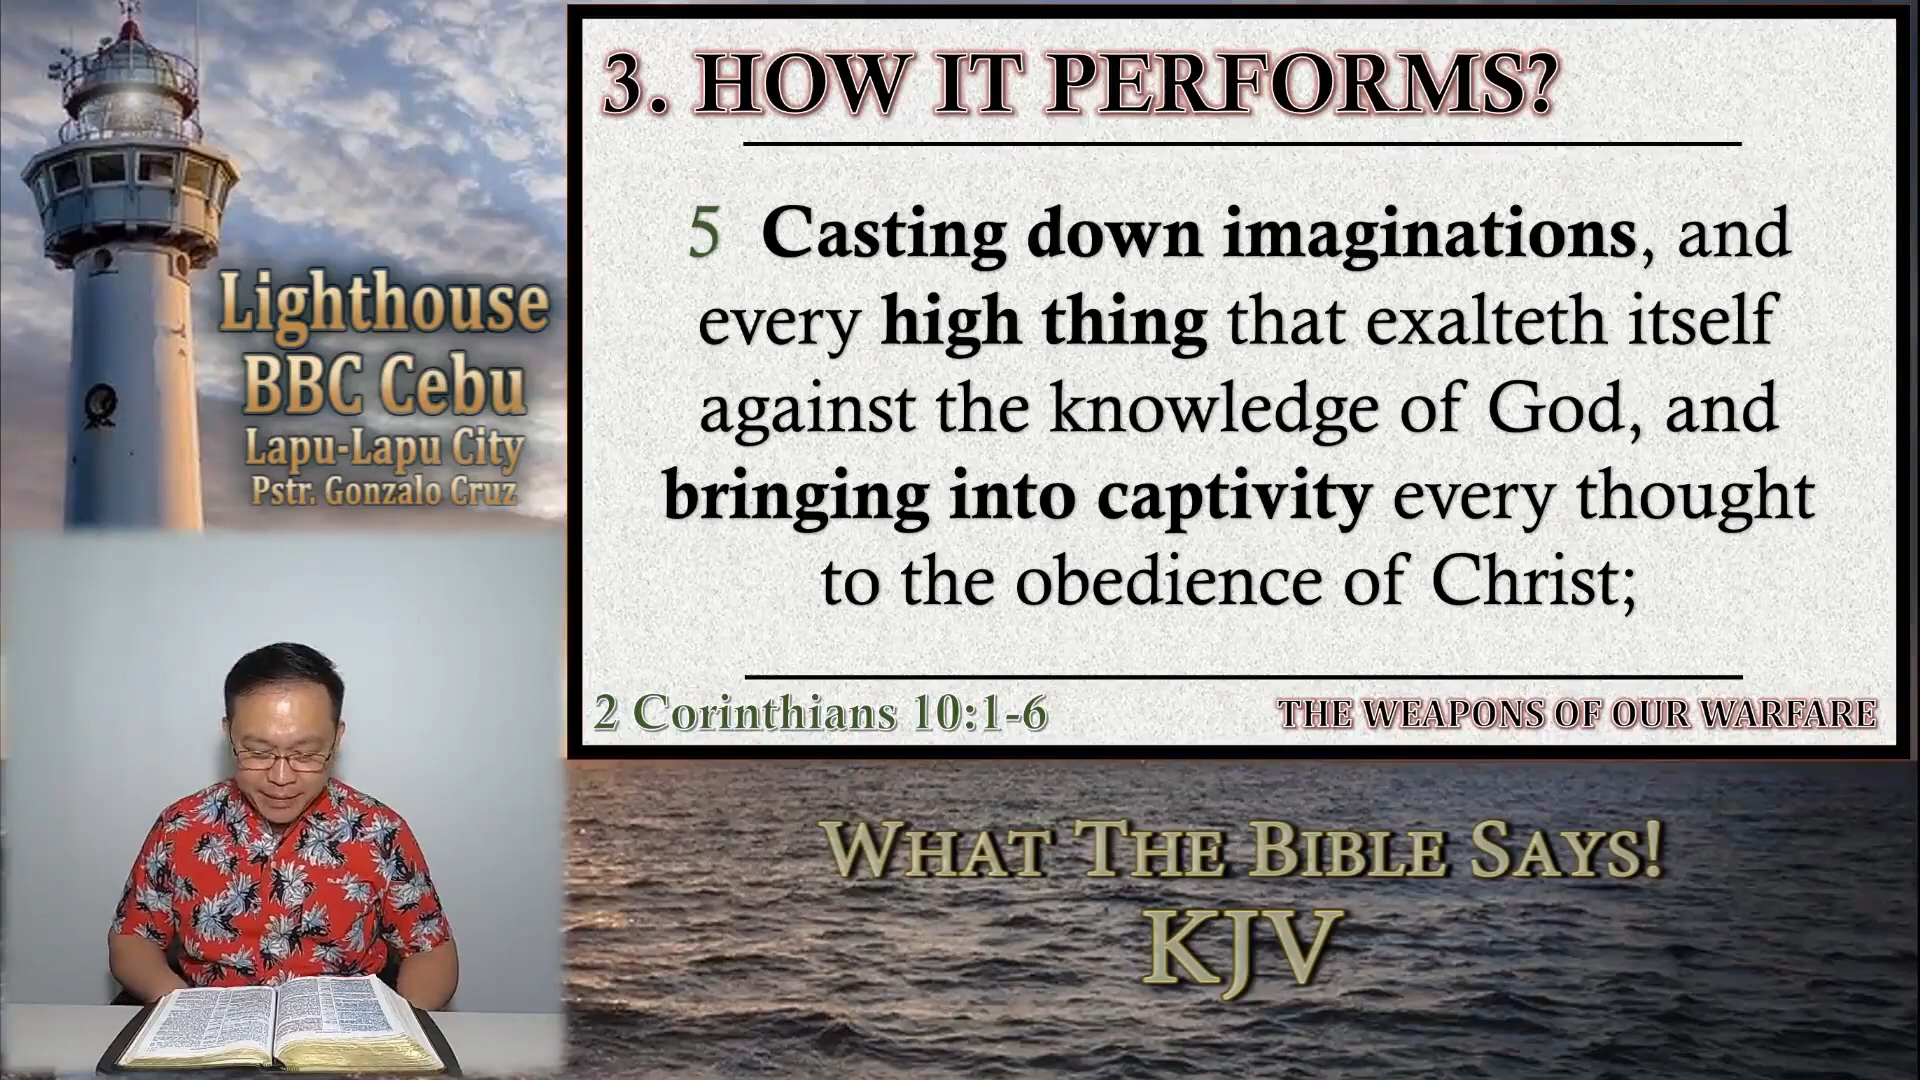 Lighthouse
BBC Cebu
Lapu-Lapu City
Pstr. Gonzalo Cruz
3. HOW IT PERFORMS?
5 Casting down imaginations, and
every high thing that exalteth itself
against the knowledge of God, and
bringing into captivity every thought
to the obedience of Christ;
2 Corinthians 10:1-6
THE WEAPONS OF OUR WARFARE
WHAT THE BIBLE SAYS!
KJV